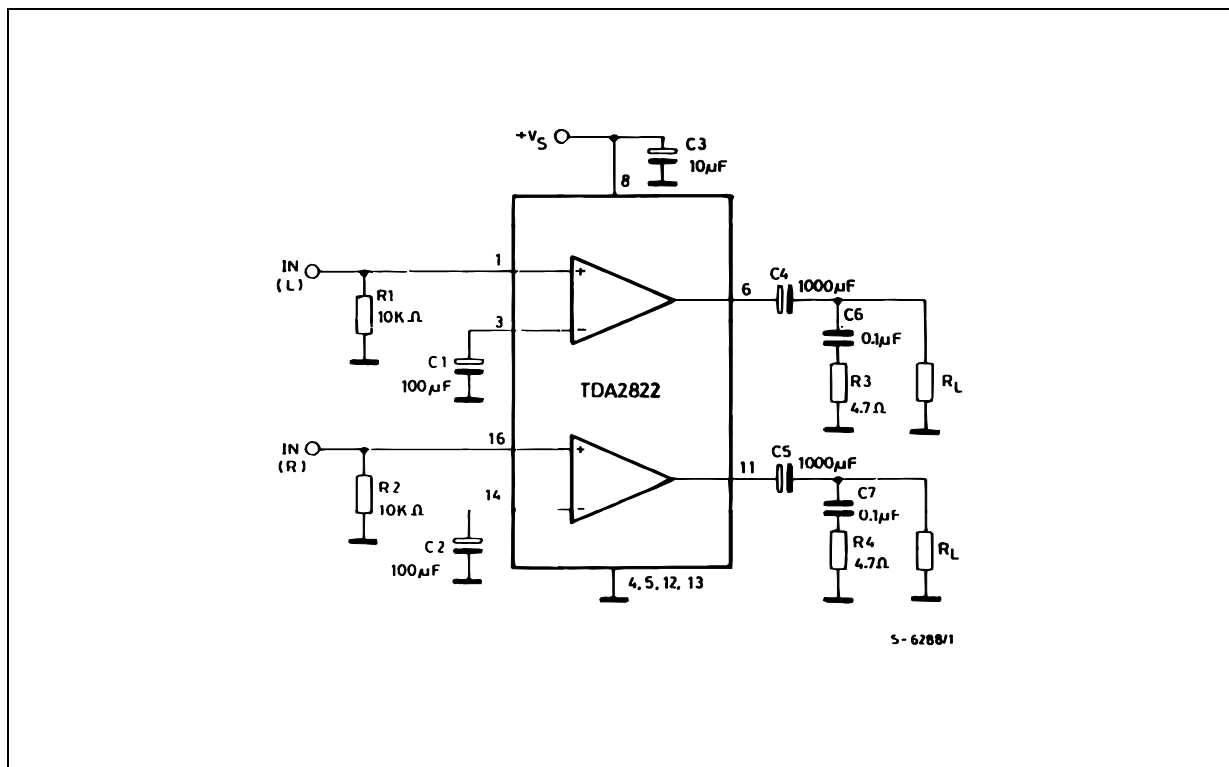 +VS
C3
10µF
8
IN
(L)
1
R1
10KΩ
3
C1
100µF
6
C4
1000µF
C6
0.1µF
R3
4.7Ω
RL
TDA2822
IN
(R)
16
R2
10KΩ
14
C2
100µF
11
C5
1000µF
C7
0.1µF
R4
4.7Ω
RL
4, 5, 12, 13
S-6288/1